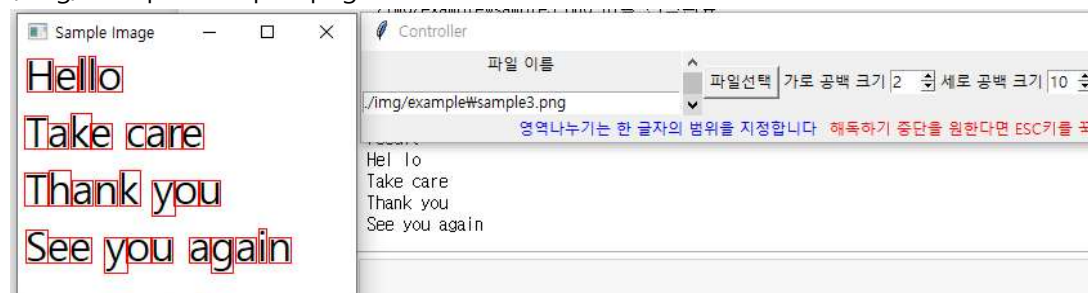 Sample Image
Hello
Take care
Thank you
See you again
Controller
파일 이름
./img/example₩sample3.png
파일선택 가로 공백 크기 2 세로 공백 크기 10
영역나누기는 한 글자의 범위를 지정합니다 해독하기 중단을 원한다면 ESC키를
Hel lo
Take care
Thank you
See you again